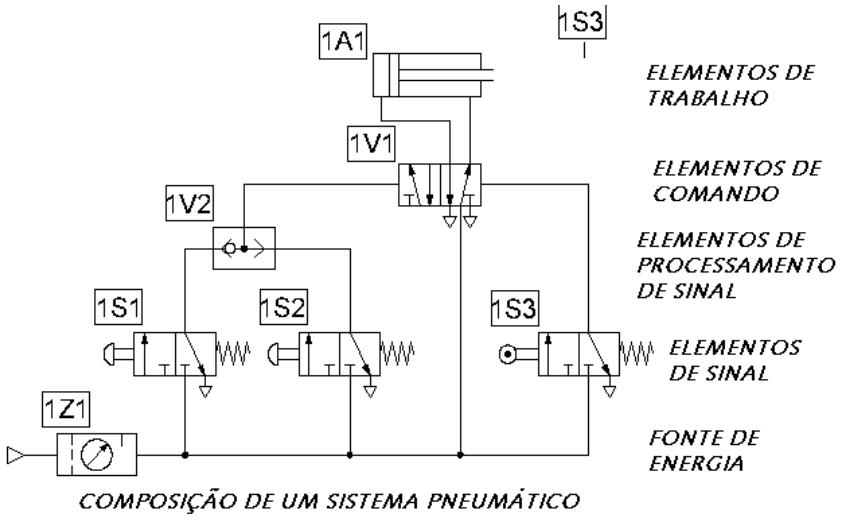 1S3
1A1
ELEMENTOS DE
TRABALHO
1V1
ELEMENTOS DE
COMANDO
1V2
ELEMENTOS DE
PROCESSAMENTO
DE SINAL
1S1
1S2
1S3
ELEMENTOS
DE SINAL
1Z1
FONTE DE
ENERGIA
COMPOSIÇÃO DE UM SISTEMA PNEUMÁTICO